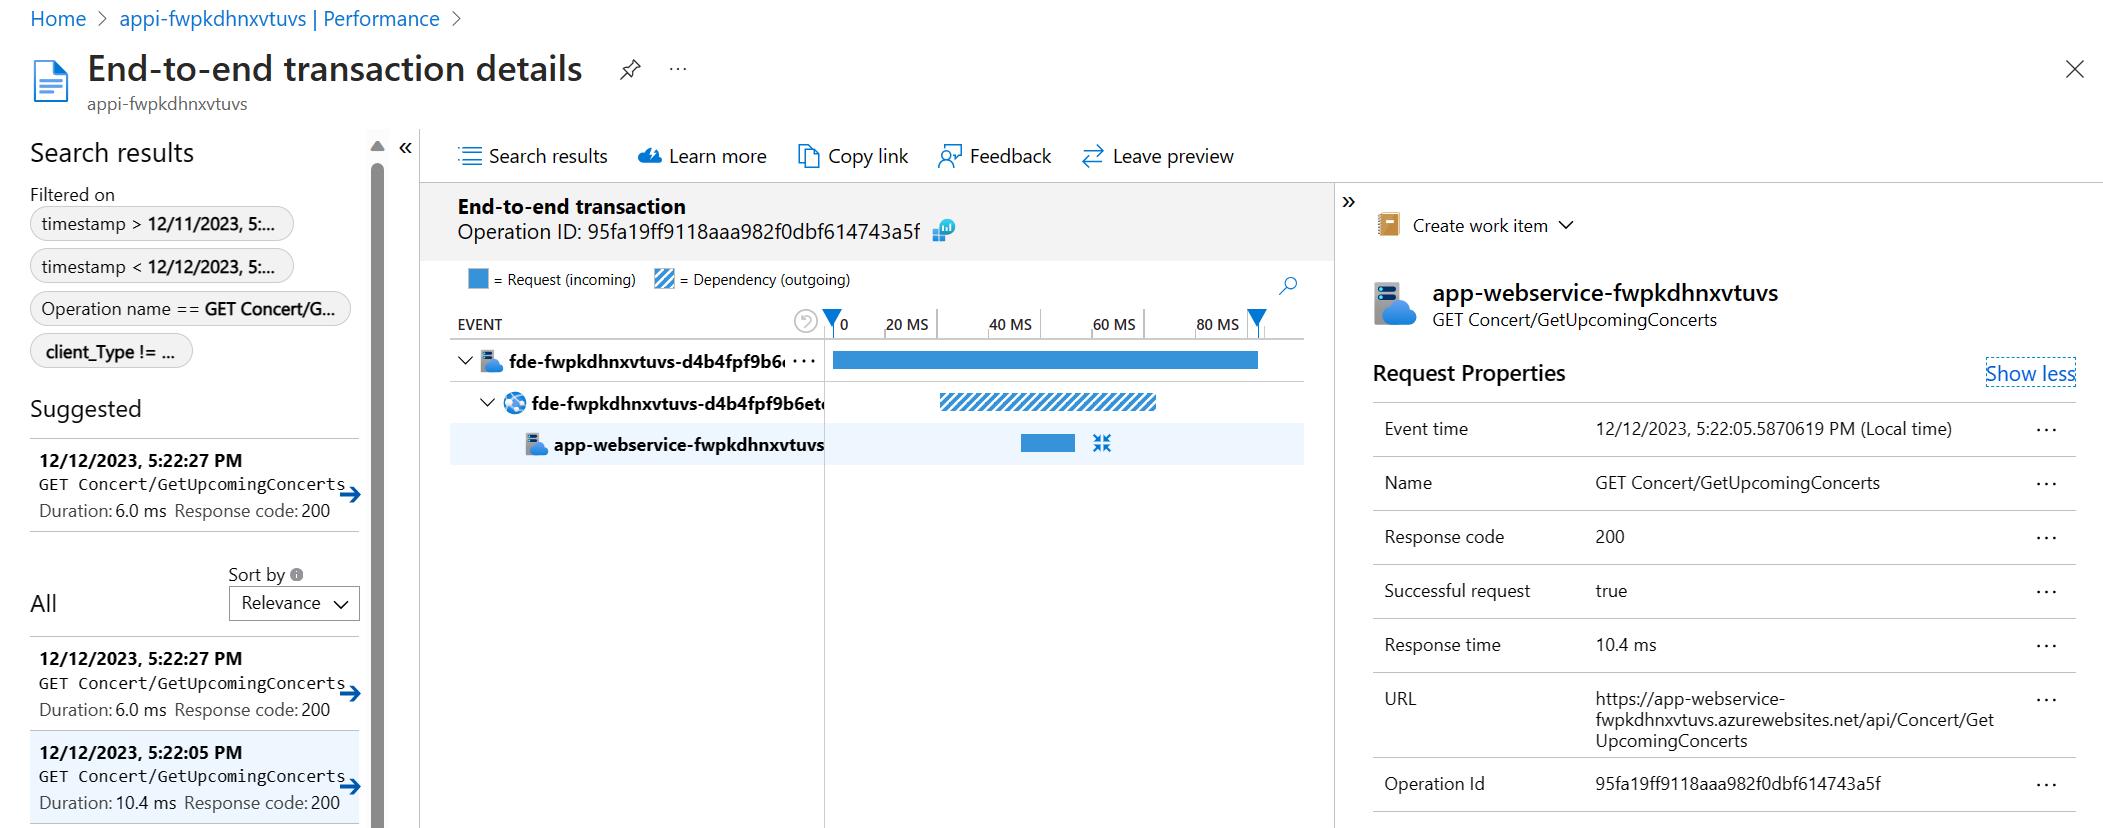 Home > appi-fwpkdhnxvtuvs | Performance >
End-to-end transaction details
appi-fwpkdhnxvtuvs
Search results
Filtered on
timestamp > 12/11/2023, 5:...
timestamp < 12/12/2023, 5:...
Operation name == GET Concert/G...
client_Type != ...
Suggested
12/12/2023, 5:22:27 PM
GET Concert/GetUpcomingConcerts
Duration: 6.0 ms Response code: 200
Sort by
All
Relevance
12/12/2023, 5:22:27 PM
GET Concert/GetUpcomingConcerts
Duration: 6.0 ms Response code: 200
12/12/2023, 5:22:05 PM
GET Concert/GetUpcomingConcerts
Duration: 10.4 ms Response code: 200
Search results Learn more Copy link Feedback Leave preview
End-to-end transaction
Operation ID: 95fa19ff9118aaa982f0dbf614743a5f
= Request (incoming) = Dependency (outgoing)
EVENT 0 20 MS 40 MS 60 MS 80 MS
fde-fwpkdhnxvtuvs-d4b4fpf9b6 ...
fde-fwpkdhnxvtuvs-d4b4fpf9b6et
app-webservice-fwpkdhnxvtuvs
Create work item
app-webservice-fwpkdhnxvtuvs
GET Concert/GetUpcomingConcerts
Request Properties Show less
Event time 12/12/2023, 5:22:05.5870619 PM (Local time) ...
Name GET Concert/GetUpcomingConcerts ...
Response code 200 ...
Successful request true ...
Response time 10.4 ms ...
URL https://app-webservice- ...
fwpkdhnxvtuvs.azurewebsites.net/api/Concert/Get
UpcomingConcerts
Operation Id 95fa19ff9118aaa982f0dbf614743a5f ...